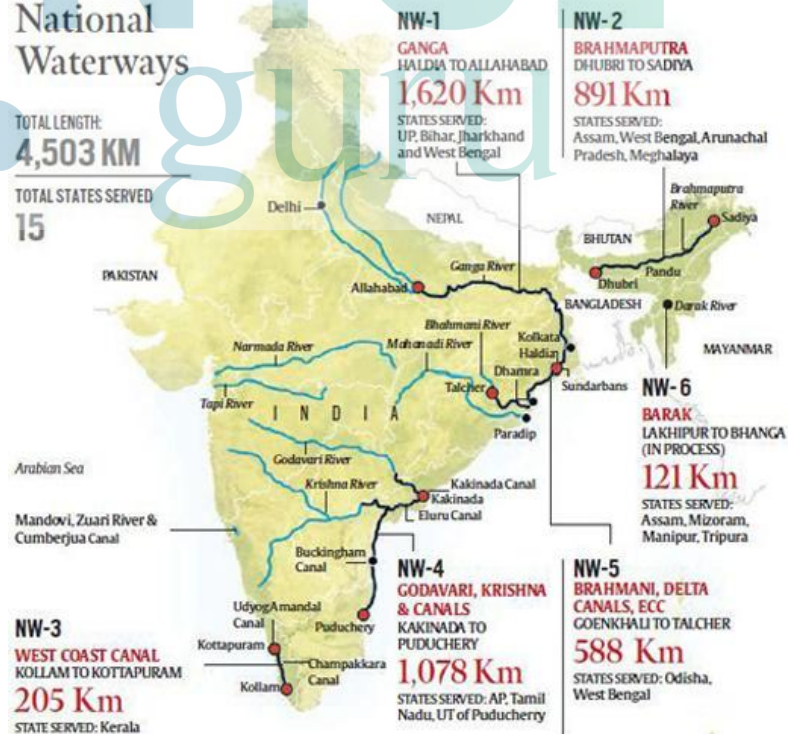 National
Waterways
TOTAL LENGTH:
4,503 KM
TOTAL STATES SERVED
15
guru
NW-1
GANGA
HALDIA TO ALLAHABAD
1,620 Km
STATES SERVED:
UP, Bihar, Jharkhand
and West Bengal
NW-2
BRAHMAPUTRA
DHUBRI TO SADIYA
891 Km
STATES SERVED:
Assam, West Bengal, Arunachal
Pradesh, Meghalaya
Brahmaputra
River
Sadiya
Delhi
NEPAL
BHUTAN
PAKISTAN
Ganga River
Pandu
Dhubri
Allahabad
BANGLADESH
Darak River
Bhahmani River
Kolkata
Narmada River
Mahanadi River
Haldia
MAYANMAR
Dhamra
Talcher
Sundarbans
Tapi River
INDIA
Paradip
NW-6
BARAK
LAKHIPUR TO BHANGA
(IN PROCESS)
121 Km
STATES SERVED:
Assam, Mizoram,
Manipur, Tripura
Arabian Sea
Godavari River
Krishna River
Kakinada Canal
Kakinada
Eluru Canal
Mandovi, Zuari River &
Cumberjua Canal
Buckingham
Canal
NW-4
GODAVARI, KRISHNA
& CANALS
KAKINADA TO
PUDUCHERY
1,078 Km
STATES SERVED: AP, Tamil
Nadu, UT of Puducherry
NW-5
BRAHMANI, DELTA
CANALS, ECC
GOENKHALI TO TALCHER
588 Km
STATES SERVED: Odisha,
West Bengal
UdyogAmandal
Canal
Puduchery
Kottapuram
Champakkara
Canal
Kollam
NW-3
WEST COAST CANAL
KOLLAM TO KOTTAPURAM
205 Km
STATE SERVED: Kerala